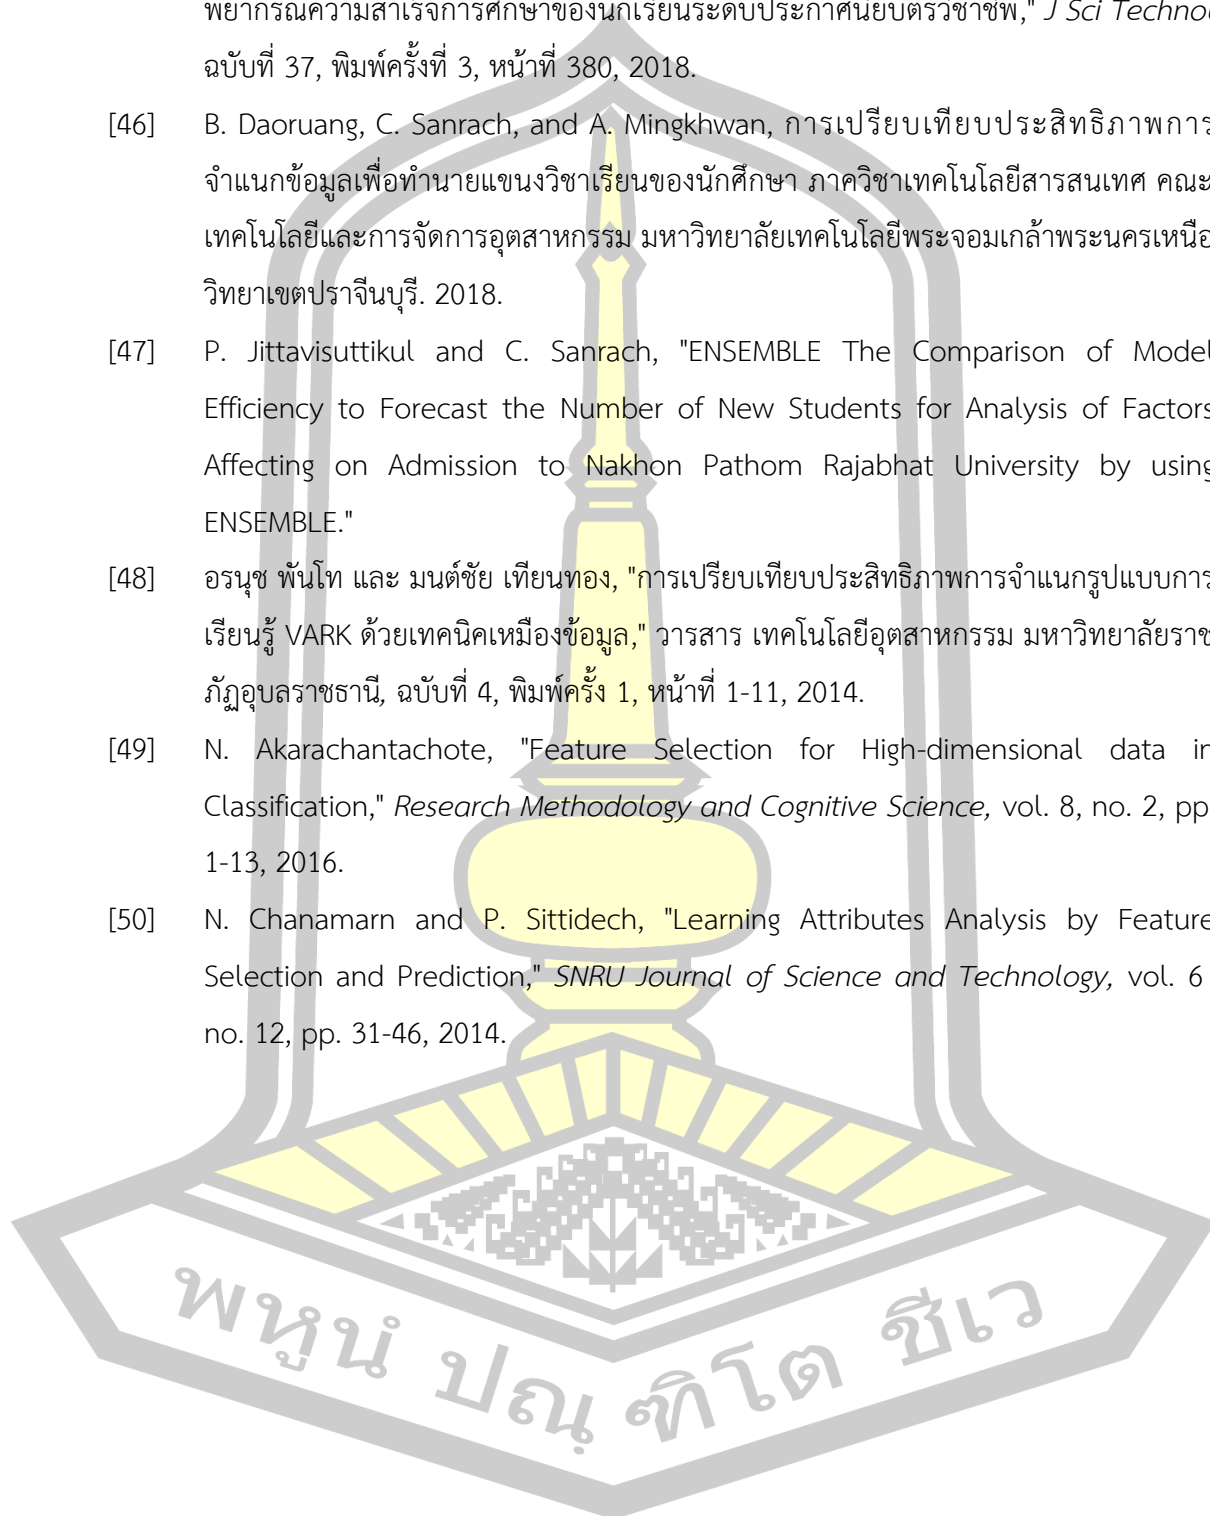 พยากรณ์ความสำเร็จการศึกษาของนักเรียนระดับประกาศนียบัตรวิชาชีพ," J Sci Technol
ฉบับที่ 37, พิมพ์ครั้งที่ 3, หน้าที่ 380, 2018.
[46] B. Daoruang, C. Sanrach, and A. Mingkhwan, การเปรียบเทียบประสิทธิภาพการ
จำแนกข้อมูลเพื่อทำนายแขนงวิชาเรียนของนักศึกษา ภาควิชาเทคโนโลยีสารสนเทศ คณะ
เทคโนโลยีและการจัดการอุตสาหกรรม มหาวิทยาลัยเทคโนโลยีพระจอมเกล้าพระนครเหนือ
วิทยาเขตปราจีนบุรี. 2018.
[47] P. Jittavisuttikul and C. Sanrach, "ENSEMBLE The Comparison of Model
Efficiency to Forecast the Number of New Students for Analysis of Factors
Affecting on Admission to Nakhon Pathom Rajabhat University by using
ENSEMBLE."
[48] อรนุช พันโท และ มนต์ชัย เทียนทอง, "การเปรียบเทียบประสิทธิภาพการจำแนกรูปแบบการ
เรียนรู้ VARK ด้วยเทคนิคเหมืองข้อมูล," วารสาร เทคโนโลยีอุตสาหกรรม มหาวิทยาลัยราช
ภัฏอุบลราชธานี, ฉบับที่ 4, พิมพ์ครั้ง 1, หน้าที่ 1-11, 2014.
[49] N. Akarachantachote, "Feature Selection for High-dimensional data in
Classification," Research Methodology and Cognitive Science, vol. 8, no. 2, pp
1-13, 2016.
[50] N. Chanamarn and P. Sittidech, "Learning Attributes Analysis by Feature
Selection and Prediction," SNRU Journal of Science and Technology, vol. 6
no. 12, pp. 31-46, 2014.
พหูนํ ปณฺฑิโต ชีเว